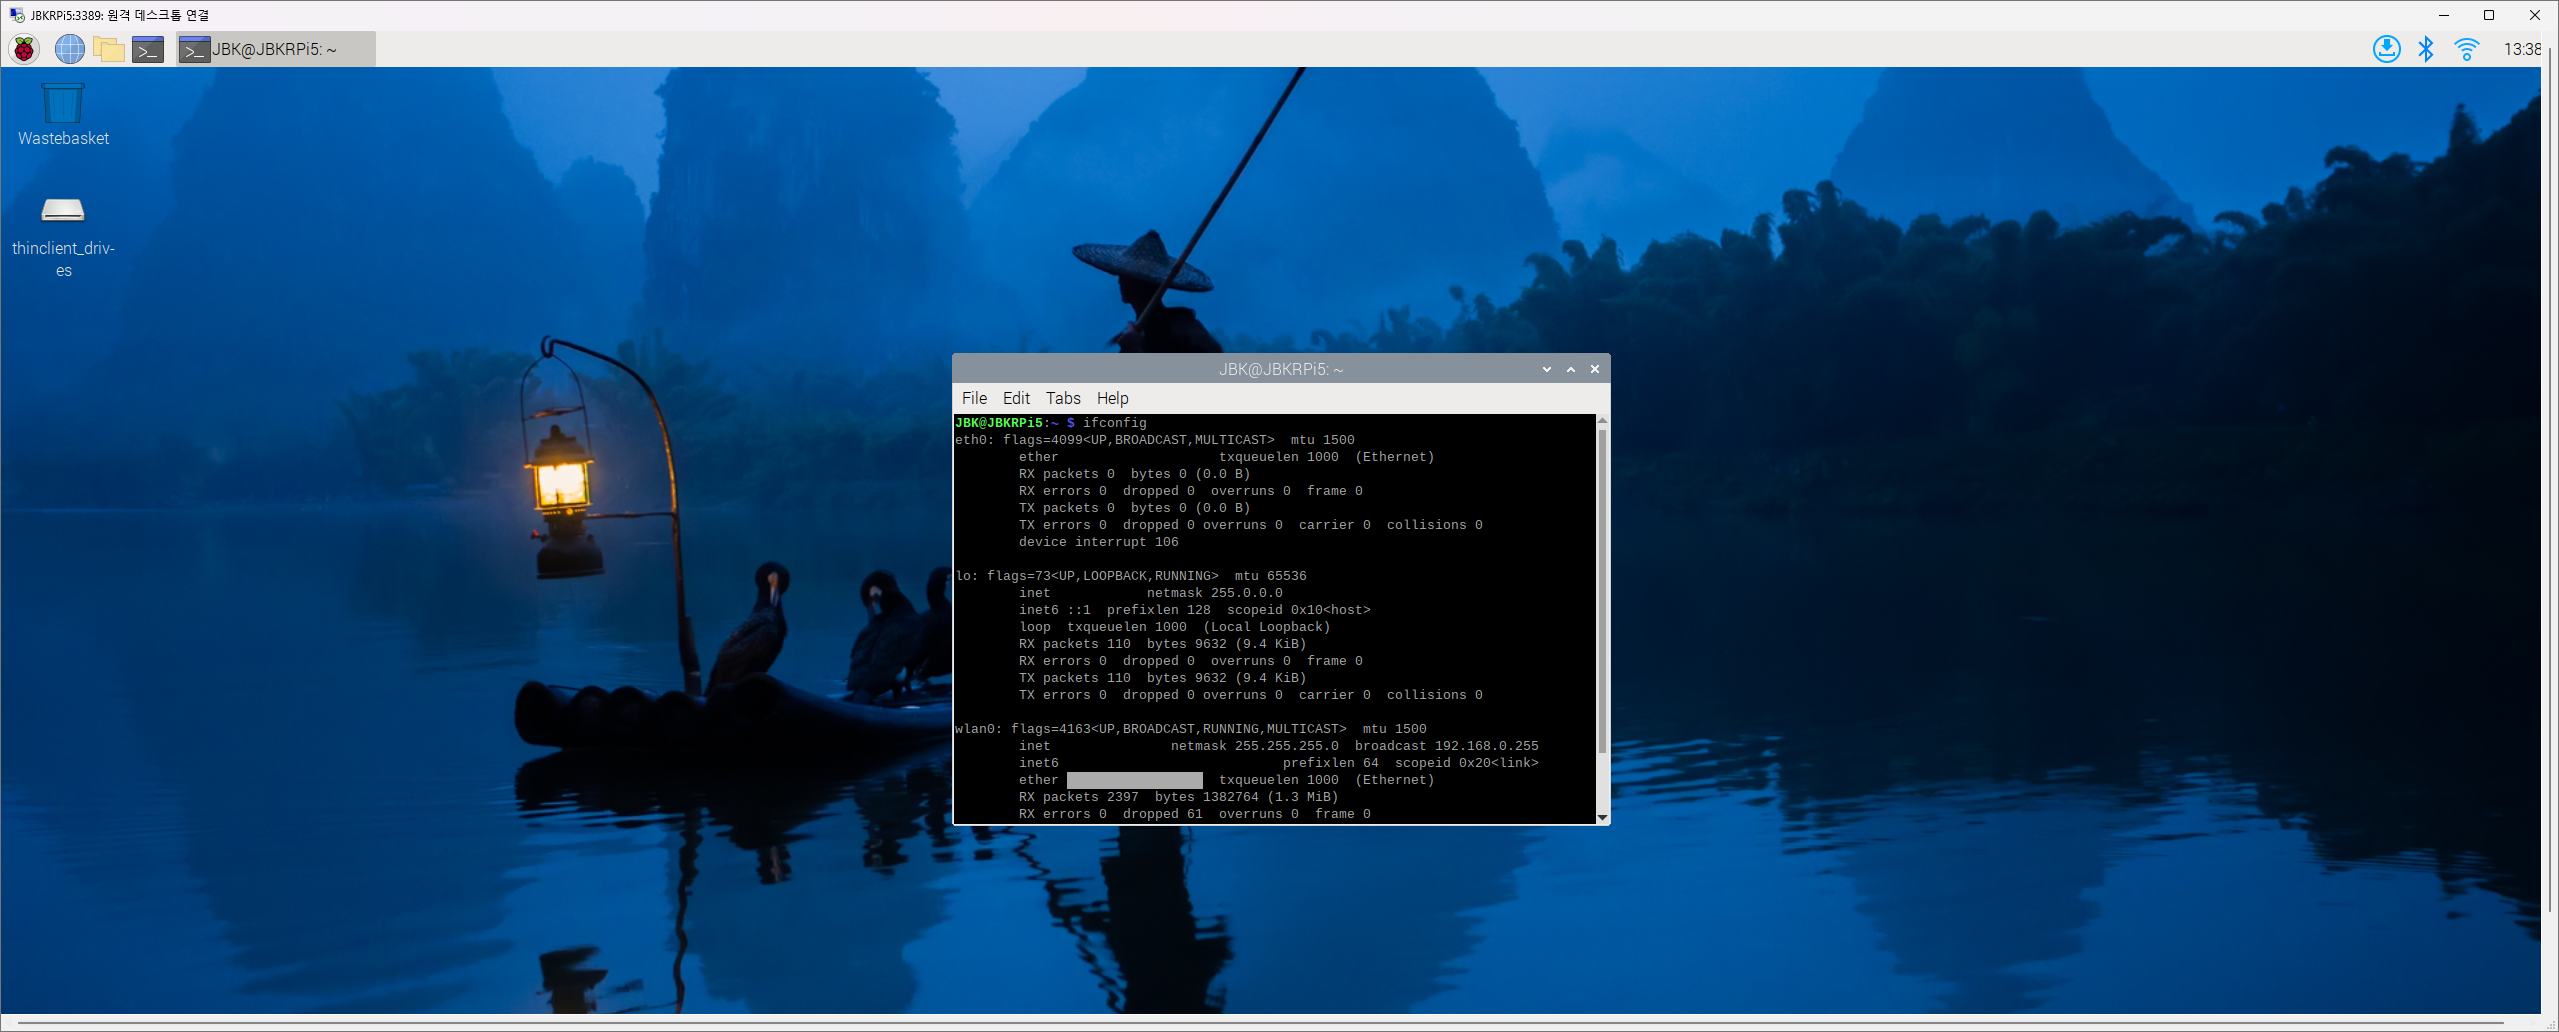 JBKRPi5:3389: 원격 데스크톱 연결
JBK@JBKRPi5: ~
13:38
Wastebasket
thinclient_driv-
es
JBK@JBKRPi5: ~
File Edit Tabs Help
JBK@JBKRPi5:~ $ ifconfig
eth0: flags=4099<UP,BROADCAST,MULTICAST>  mtu 1500
ether txqueuelen 1000  (Ethernet)
RX packets 0  bytes 0 (0.0 B)
RX errors 0  dropped 0  overruns 0  frame 0
TX packets 0  bytes 0 (0.0 B)
TX errors 0  dropped 0 overruns 0  carrier 0  collisions 0
device interrupt 106
lo: flags=73<UP,LOOPBACK,RUNNING>  mtu 65536
inet netmask 255.0.0.0
inet6 ::1  prefixlen 128  scopeid 0x10<host>
loop  txqueuelen 1000  (Local Loopback)
RX packets 110  bytes 9632 (9.4 KiB)
RX errors 0  dropped 0  overruns 0  frame 0
TX packets 110  bytes 9632 (9.4 KiB)
TX errors 0  dropped 0 overruns 0  carrier 0  collisions 0
wlan0: flags=4163<UP,BROADCAST,RUNNING,MULTICAST>  mtu 1500
inet netmask 255.255.255.0  broadcast 192.168.0.255
inet6 prefixlen 64  scopeid 0x20<link>
ether txqueuelen 1000  (Ethernet)
RX packets 2397  bytes 1382764 (1.3 MiB)
RX errors 0  dropped 61  overruns 0  frame 0